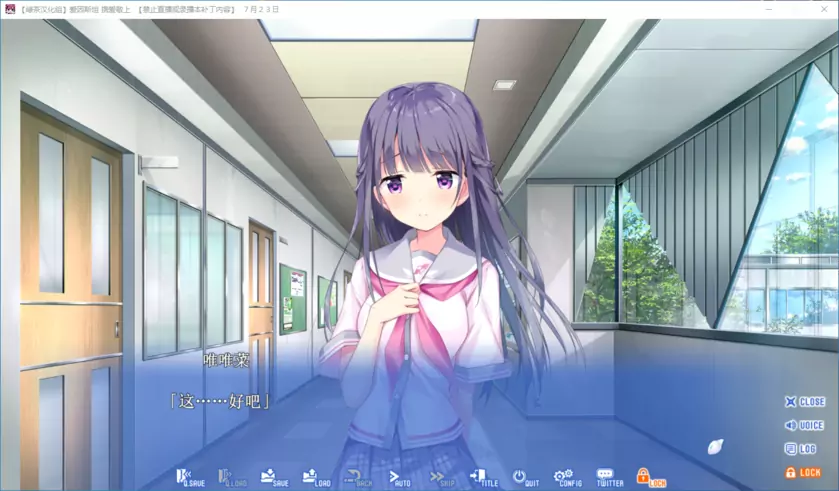 【绿茶汉化组】爱因斯坦 携爱敬上 【禁止直播或录播本补丁内容】 7月23日
唯唯菜
「这……好吧」
CLOSE
VOICE
LOG
LOCK
Q.SAVE Q.LOAD SAVE LOAD BACK AUTO SKIP TITLE QUIT CONFIG TWITTER LOCK